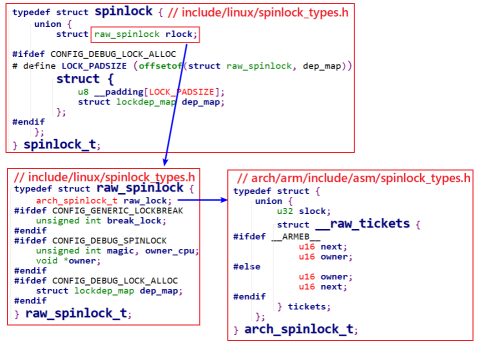 typedef struct spinlock { // include/linux/spinlock_types.h
union {
struct raw_spinlock rlock;
#ifdef CONFIG_DEBUG_LOCK_ALLOC
# define LOCK_PADSIZE (offsetof(struct raw_spinlock, dep_map))
struct {
u8 __padding[LOCK_PADSIZE];
struct lockdep_map dep_map;
};
#endif
};
} spinlock_t;
// include/linux/spinlock_types.h
typedef struct raw_spinlock {
arch_spinlock_t raw_lock;
#ifdef CONFIG_GENERIC_LOCKBREAK
unsigned int break_lock;
#endif
#ifdef CONFIG_DEBUG_SPINLOCK
unsigned int magic, owner_cpu;
void *owner;
#endif
#ifdef CONFIG_DEBUG_LOCK_ALLOC
struct lockdep_map dep_map;
#endif
} raw_spinlock_t;
// arch/arm/include/asm/spinlock_types.h
typedef struct {
union {
u32 slock;
struct __raw_tickets {
#ifdef __ARMEB__
u16 next;
u16 owner;
#else
u16 owner;
u16 next;
#endif
} tickets;
};
} arch_spinlock_t;